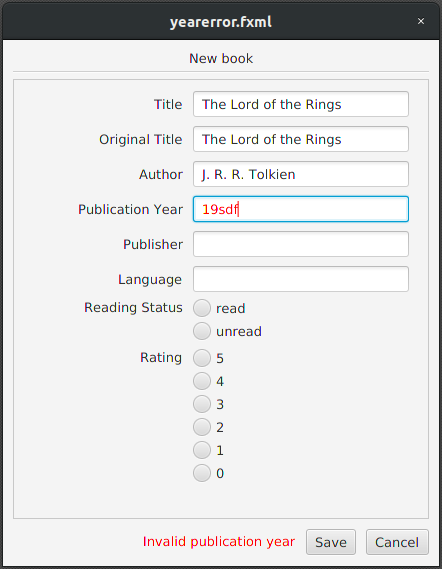 yearerror.fxml ×
New book
Title The Lord of the Rings
Original Title The Lord of the Rings
Author J. R. R. Tolkien
Publication Year 19sdf
Publisher
Language
Reading Status read
unread
Rating 5
4
3
2
1
0
Invalid publication year Save Cancel